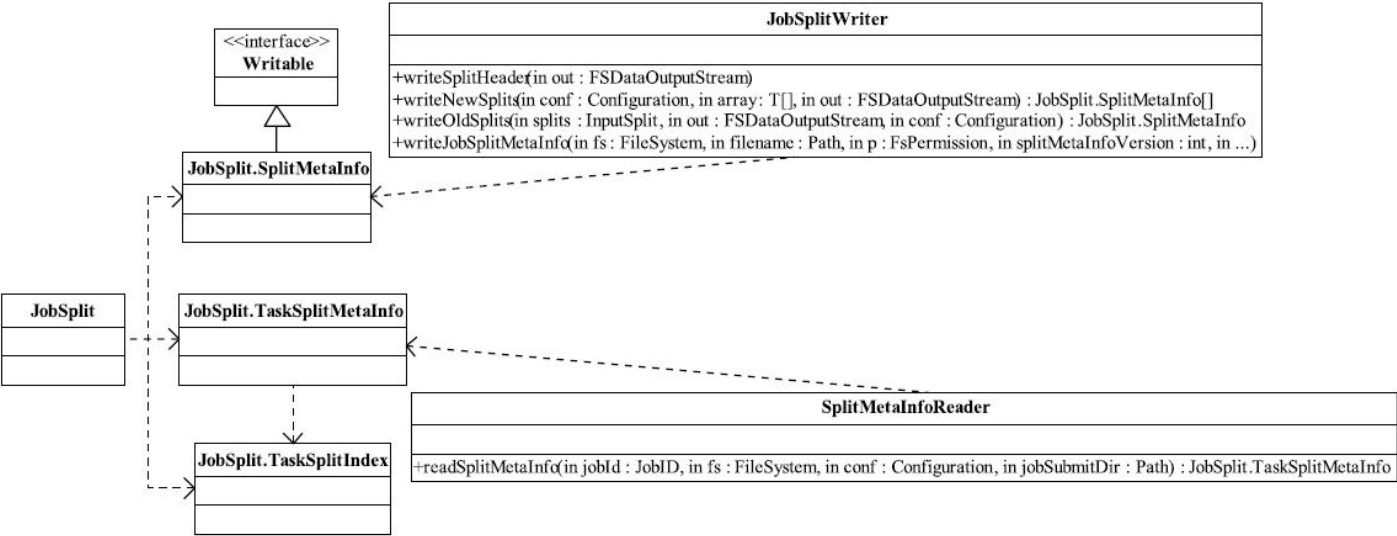 JobSplitWriter
<<interface>>
Writable
+writeSplitHeader(in out : FSDataOutputStream)
+writeNewSplits(in conf : Configuration, in array: T[], in out : FSDataOutputStream) : JobSplit.SplitMetaInfo[]
+writeOldSplits(in splits : InputSplit, in out : FSDataOutputStream, in conf : Configuration) : JobSplit.SplitMetaInfo
+writeJobSplitMetaInfo(in fs : FileSystem, in filename : Path, in p : FsPermission, in splitMetaInfoVersion : int, in ...)
JobSplit.SplitMetaInfo
JobSplit
JobSplit.TaskSplitMetaInfo
SplitMetaInfoReader
JobSplit.TaskSplitIndex
+readSplitMetaInfo(in jobId : JobID, in fs : FileSystem, in conf : Configuration, in jobSubmitDir : Path) : JobSplit.TaskSplitMetaInfo